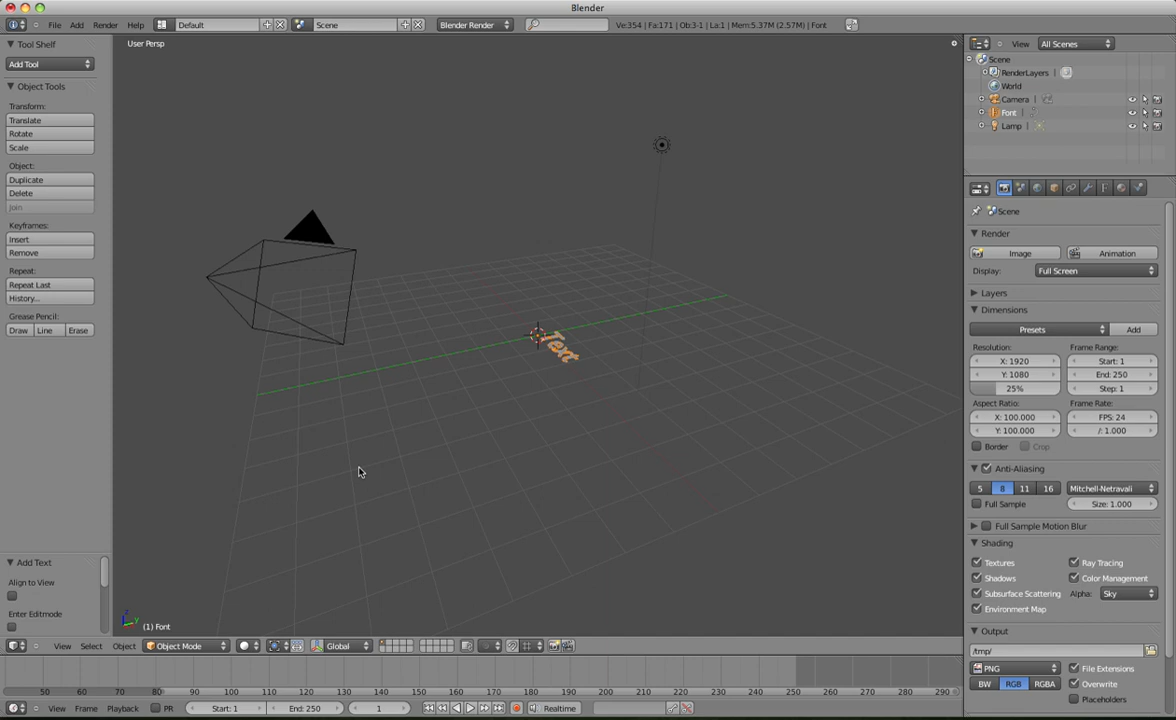 Blender
File Add Render Help Default Scene Blender Render Ve:354 | Fa:171 | Ob:3-1 | La:1 | Mem:5.37M (2.57M) | Font
Tool Shelf
Add Tool
Object Tools
Transform:
Translate
Rotate
Scale
Object:
Duplicate
Delete
Join
Keyframes:
Insert
Remove
Repeat:
Repeat Last
History...
Grease Pencil:
Draw Line Erase
Add Text
Align to View
Enter Editmode
User Persp
Text
(1) Font
View Select Object Object Mode Global
50 60 70 80 90 100 110 120 130 140 150 160 170 180 190 200 210 220 230 240 250 260 270 280 290
View Frame Playback PR Start: 1 End: 250 1 Realtime
View All Scenes
Scene
RenderLayers |
World
Camera |
Font |
Lamp |
Scene
Render
Image Animation
Display: Full Screen
Layers
Dimensions
Presets Add
Resolution: Frame Range:
X: 1920 Start: 1
Y: 1080 End: 250
25% Step: 1
Aspect Ratio: Frame Rate:
X: 100.000 FPS: 24
Y: 100.000 /: 1.000
Border Crop
Anti-Aliasing
5 8 11 16 Mitchell-Netravali
Full Sample Size: 1.000
Full Sample Motion Blur
Shading
Textures Ray Tracing
Shadows Color Management
Subsurface Scattering Alpha: Sky
Environment Map
Output
/tmp/
PNG File Extensions
BW RGB RGBA Overwrite
Placeholders